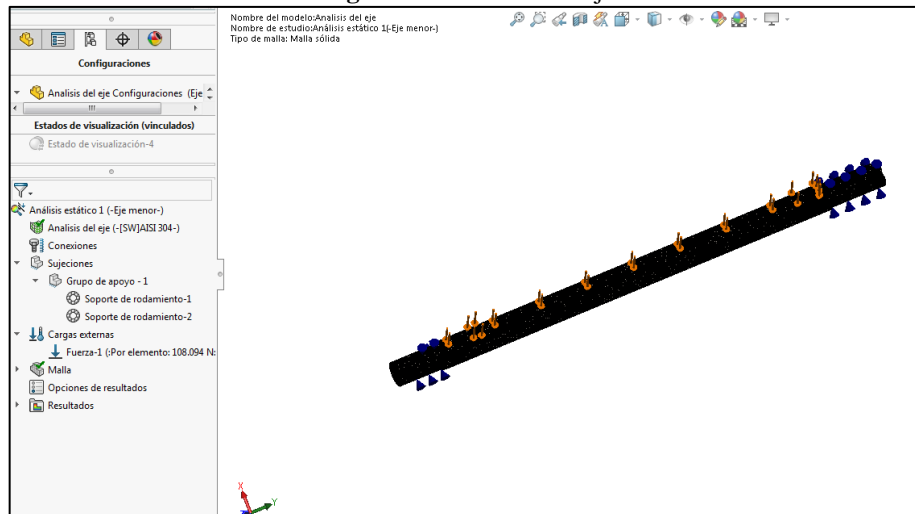 Nombre del modelo:Analisis del eje
Nombre de estudio:Análisis estático 1(-Eje menor-)
Tipo de malla: Malla sólida
Configuraciones
Analisis del eje Configuraciones (Eje
Estados de visualización (vinculados)
Estado de visualización-4
Análisis estático 1 (-Eje menor-)
Analisis del eje (-[SW]AISI 304-)
Conexiones
Sujeciones
Grupo de apoyo - 1
Soporte de rodamiento-1
Soporte de rodamiento-2
Cargas externas
Fuerza-1 (:Por elemento: 108.094 N:
Malla
Opciones de resultados
Resultados
X
Y